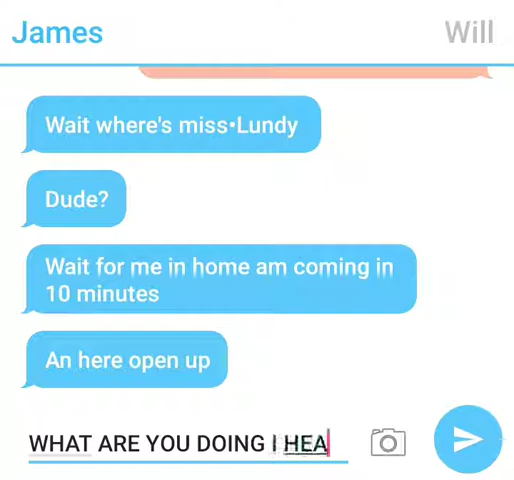 James Will
Wait where's miss•Lundy
Dude?
Wait for me in home am coming in
10 minutes
An here open up
WHAT ARE YOU DOING I HEA